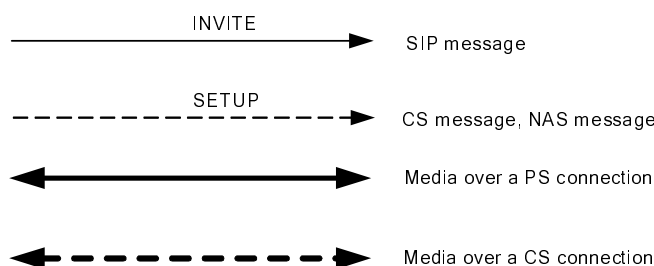 INVITE
SIP message
SETUP
CS message, NAS message
Media over a PS connection
Media over a CS connection